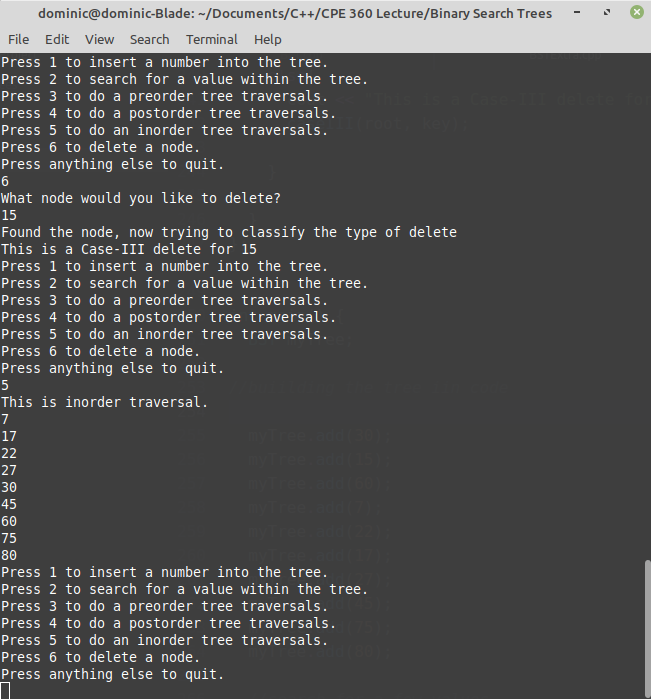 dominic@dominic-Blade: ~/Documents/C++/CPE 360 Lecture/Binary Search Trees
File Edit View Search Terminal Help
Press 1 to insert a number into the tree.
Press 2 to search for a value within the tree.
Press 3 to do a preorder tree traversals.
Press 4 to do a postorder tree traversals.
Press 5 to do an inorder tree traversals.
Press 6 to delete a node.
Press anything else to quit.
6
What node would you like to delete?
15
Found the node, now trying to classify the type of delete
This is a Case-III delete for 15
Press 1 to insert a number into the tree.
Press 2 to search for a value within the tree.
Press 3 to do a preorder tree traversals.
Press 4 to do a postorder tree traversals.
Press 5 to do an inorder tree traversals.
Press 6 to delete a node.
Press anything else to quit.
5
This is inorder traversal.
7
17
22
27
30
45
60
75
80
Press 1 to insert a number into the tree.
Press 2 to search for a value within the tree.
Press 3 to do a preorder tree traversals.
Press 4 to do a postorder tree traversals.
Press 5 to do an inorder tree traversals.
Press 6 to delete a node.
Press anything else to quit.